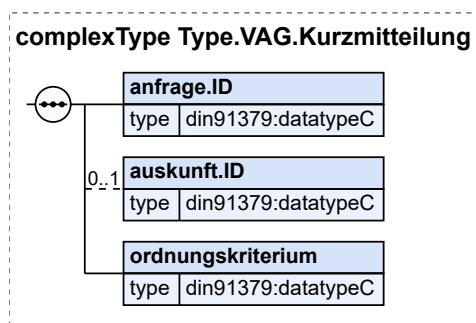 complexType Type.VAG.Kurzmitteilung
anfrage.ID
type din91379:datatypeC
0..1
auskunft.ID
type din91379:datatypeC
ordnungskriterium
type din91379:datatypeC